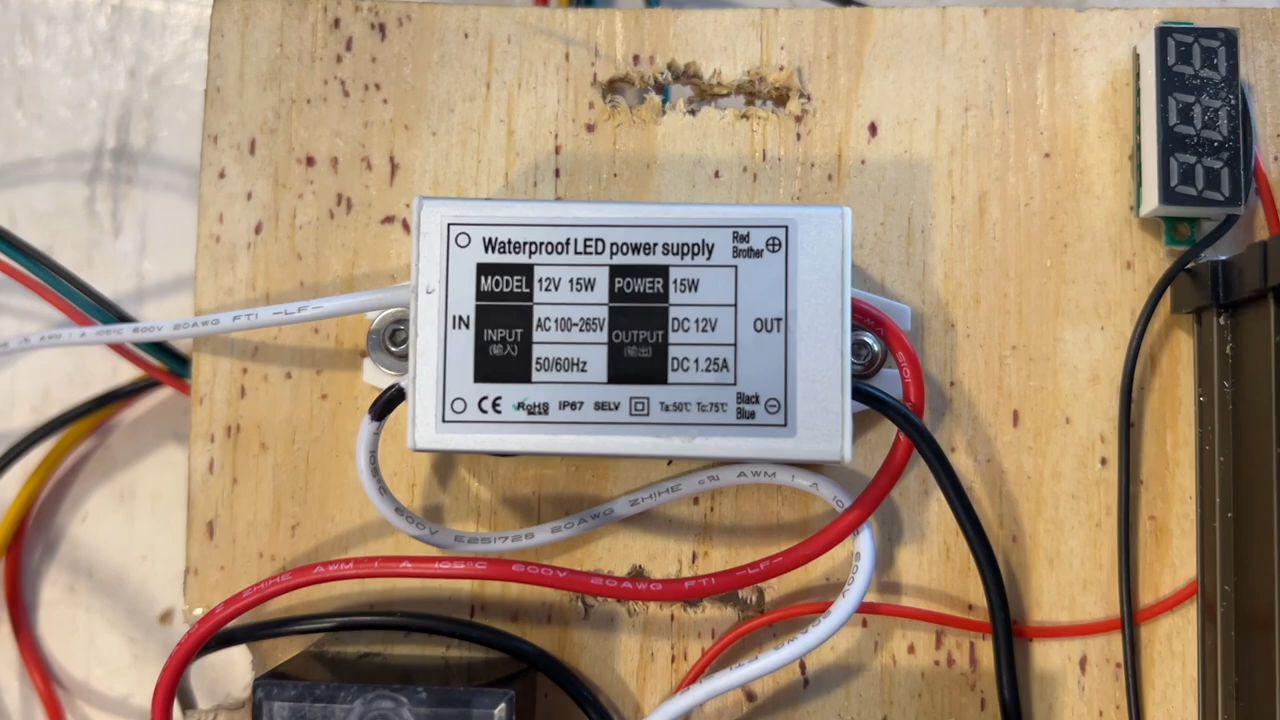 Waterproof LED power supply
Red
Brother
MODEL 12V 15W POWER 15W
IN
INPUT
(输入)
AC 100~265V
50/60Hz
OUTPUT
(输出)
DC 12V
DC 1.25A
OUT
CE RoHS IP67 SELV Ta:50℃ Tc:75℃
Black
Blue
1 A 105°C 600V 20AWG FTI -LF-
105°C 600V E251726 20AWG ZHIHE AWM 1 A 10
600V
ZHIHE AWM 1 A 105°C 600V 20AWG FTI -LF-